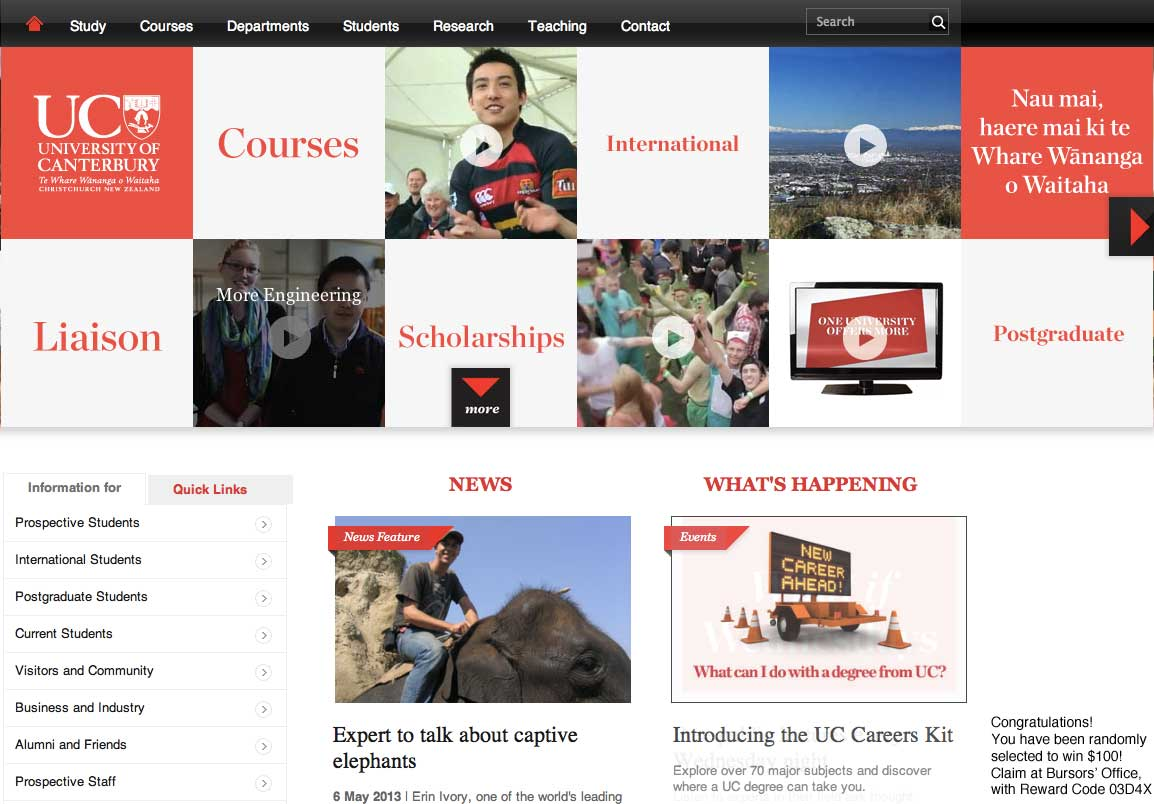 Study Courses Departments Students Research Teaching Contact Search
UC
UNIVERSITY OF
CANTERBURY
Te Whare Wānanga o Waitaha
CHRISTCHURCH NEW ZEALAND
Courses
International
Nau mai,
haere mai ki te
Whare Wānanga
o Waitaha
Liaison
More Engineering
Scholarships
more
ONE UNIVERSITY
OFFERS MORE
Postgraduate
Information for
Quick Links
Prospective Students
International Students
Postgraduate Students
Current Students
Visitors and Community
Business and Industry
Alumni and Friends
Prospective Staff
NEWS
News Feature
Expert to talk about captive
elephants
6 May 2013 | Erin Ivory, one of the world's leading
WHAT'S HAPPENING
Events
NEW
CAREER
AHEAD!
What can I do with a degree from UC?
Introducing the UC Careers Kit
Wednesday night
Explore over 70 major subjects and discover
where a UC degree can take you.
Congratulations!
You have been randomly
selected to win $100!
Claim at Bursors' Office,
with Reward Code 03D4X